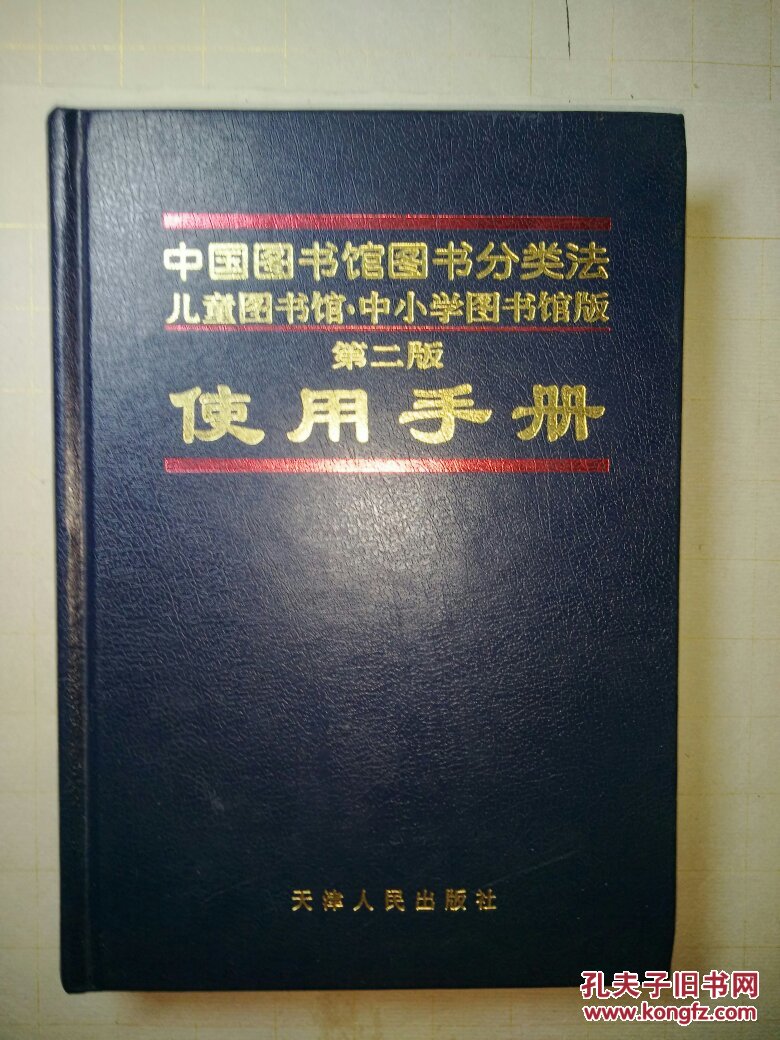 中国图书馆图书分类法
儿童图书馆·中小学图书馆版
第二版
使用手册
天津人民出版社
孔夫子旧书网
www.kongfz.com